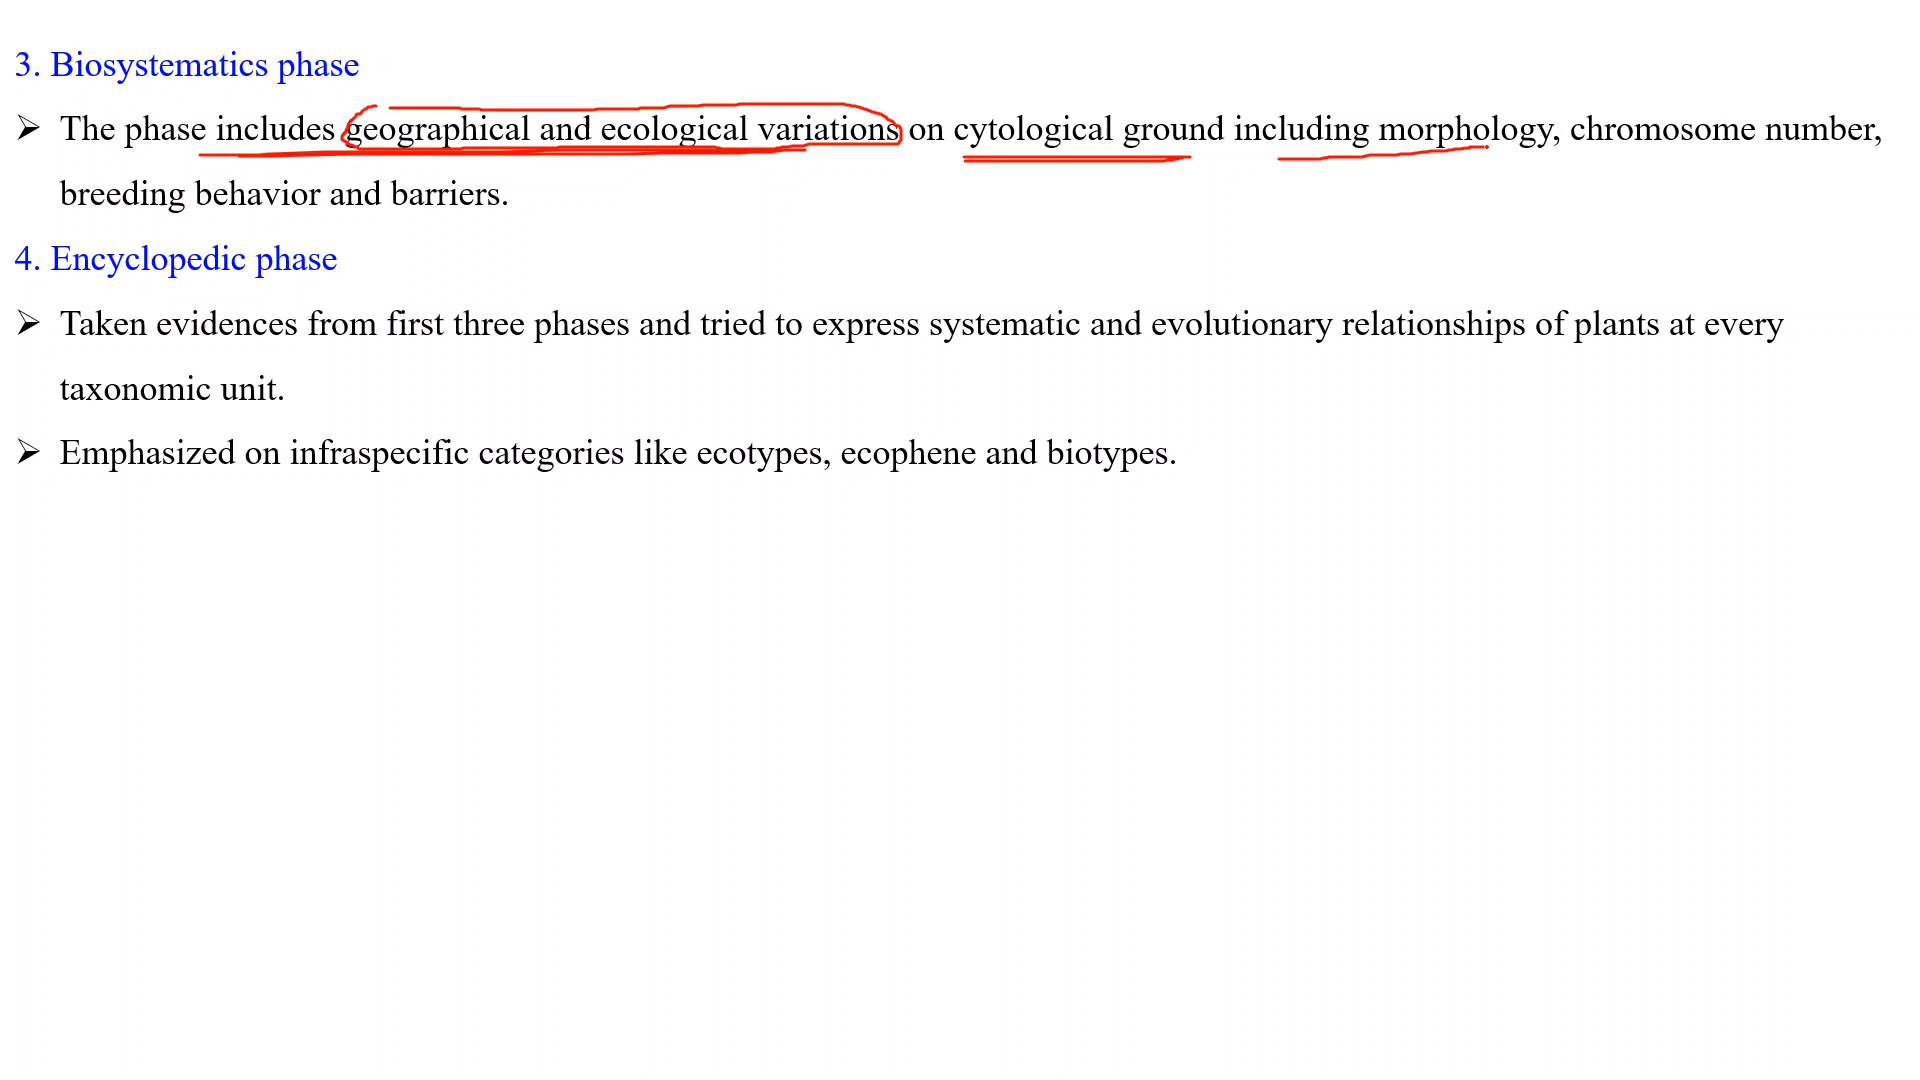 3. Biosystematics phase
➢ The phase includes geographical and ecological variations on cytological ground including morphology, chromosome number,
breeding behavior and barriers.
4. Encyclopedic phase
➢ Taken evidences from first three phases and tried to express systematic and evolutionary relationships of plants at every
taxonomic unit.
➢ Emphasized on infraspecific categories like ecotypes, ecophene and biotypes.